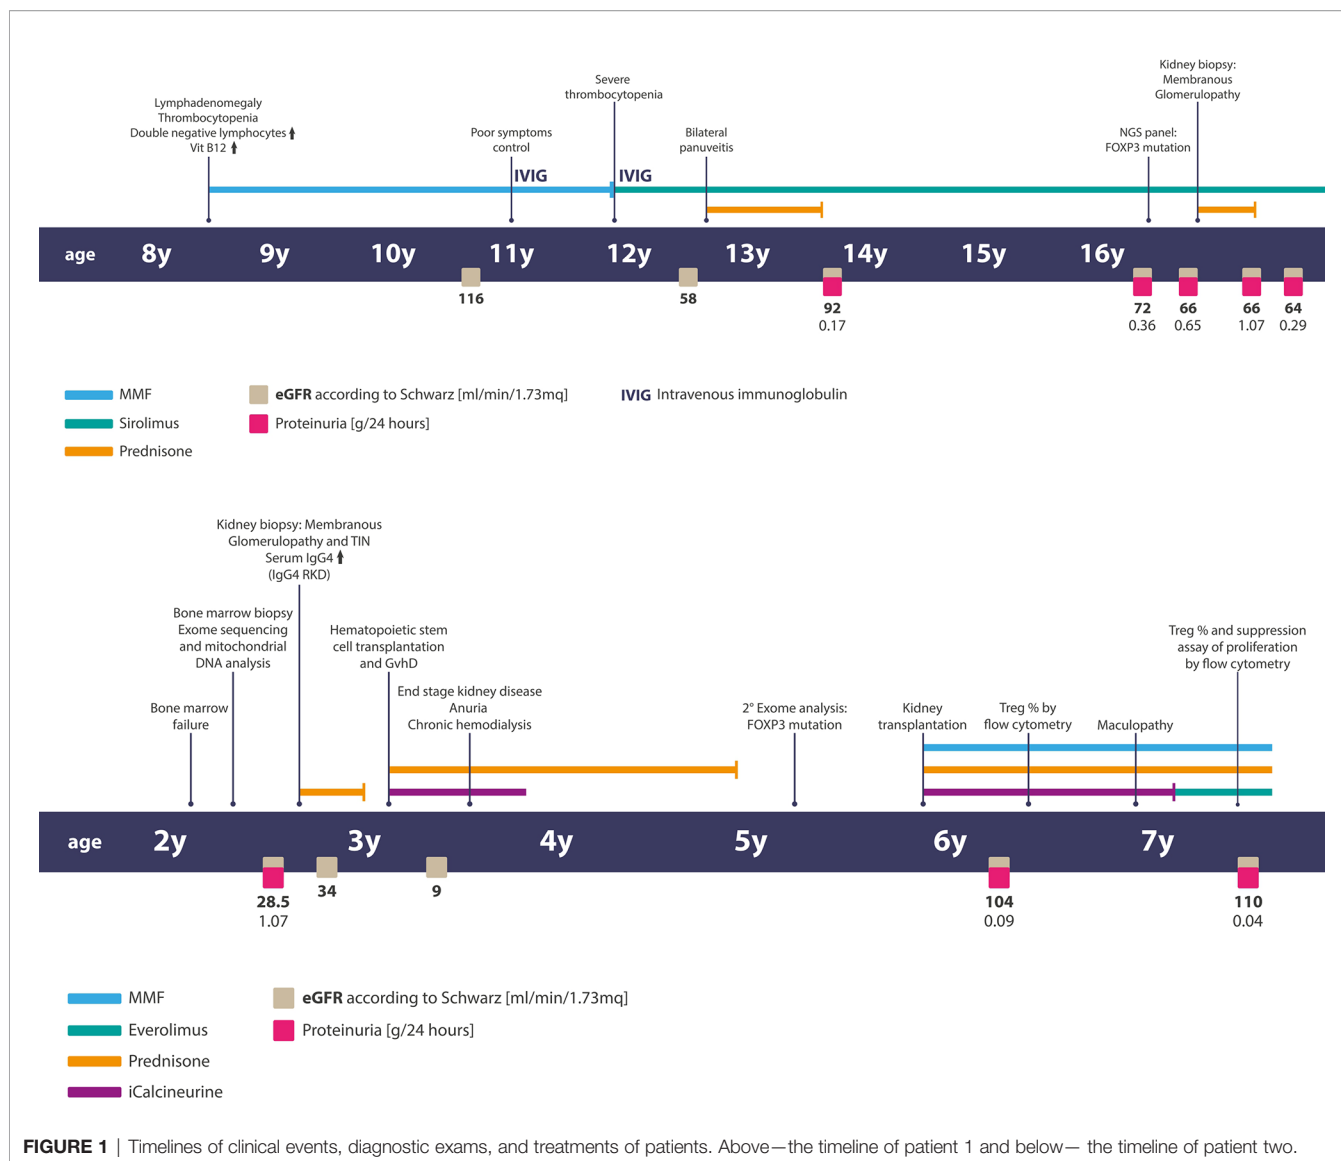 Lymphadenomegaly
Thrombocytopenia
Double negative lymphocytes ⬆
Vit B12 ⬆
Poor symptoms
control
Severe
thrombocytopenia
Bilateral
panuveitis
NGS panel:
FOXP3 mutation
Kidney biopsy:
Membranous
Glomerulopathy
IVIG
IVIG
age 8y 9y 10y 11y 12y 13y 14y 15y 16y
116
58
92
0.17
72
0.36
66
0.65
66
1.07
64
0.29
MMF
Sirolimus
Prednisone
eGFR according to Schwarz [ml/min/1.73mq]
Proteinuria [g/24 hours]
IVIG Intravenous immunoglobulin
Bone marrow
failure
Bone marrow biopsy
Exome sequencing
and mitochondrial
DNA analysis
Kidney biopsy: Membranous
Glomerulopathy and TIN
Serum IgG4 ⬆
(IgG4 RKD)
Hematopoietic stem
cell transplantation
and GvhD
End stage kidney disease
Anuria
Chronic hemodialysis
2° Exome analysis:
FOXP3 mutation
Kidney
transplantation
Treg % by
flow cytometry
Maculopathy
Treg % and suppression
assay of proliferation
by flow cytometry
age 2y 3y 4y 5y 6y 7y
28.5
1.07
34
9
104
0.09
110
0.04
MMF
Everolimus
Prednisone
iCalcineurine
eGFR according to Schwarz [ml/min/1.73mq]
Proteinuria [g/24 hours]
FIGURE 1 | Timelines of clinical events, diagnostic exams, and treatments of patients. Above—the timeline of patient 1 and below— the timeline of patient two.